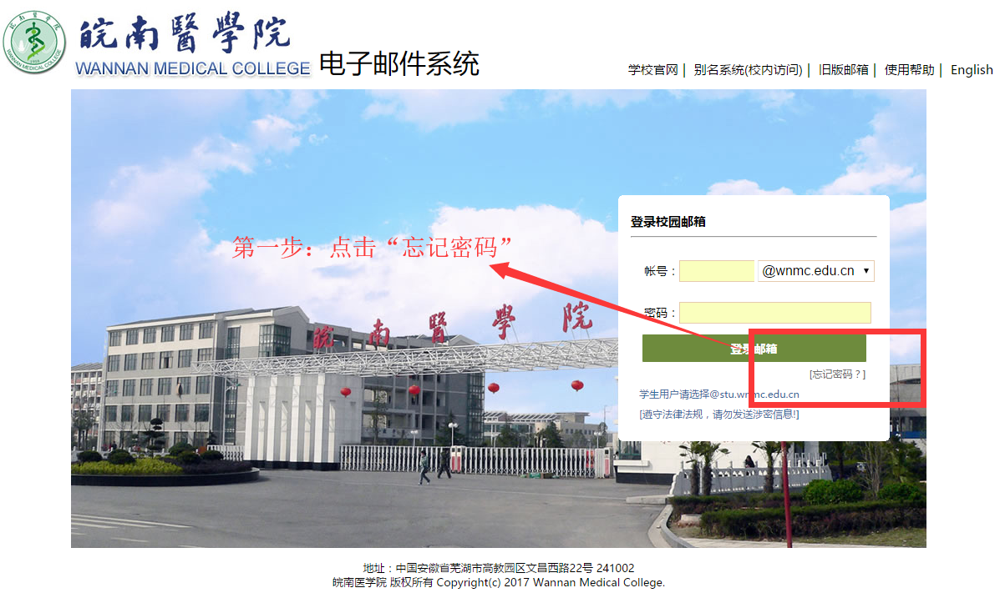 皖南醫學院
WANNAN MEDICAL COLLEGE
电子邮件系统
学校官网 | 别名系统(校内访问) | 旧版邮箱 | 使用帮助 | English
登录校园邮箱
第一步：点击“忘记密码”
帐号： @wnmc.edu.cn
密码：
皖南醫學院
登录邮箱
[忘记密码？]
学生用户请选择@stu.wnmc.edu.cn
[遵守法律法规，请勿发送涉密信息!]
地址：中国安徽省芜湖市高教园区文昌西路22号 241002
皖南医学院 版权所有 Copyright(c) 2017 Wannan Medical College.